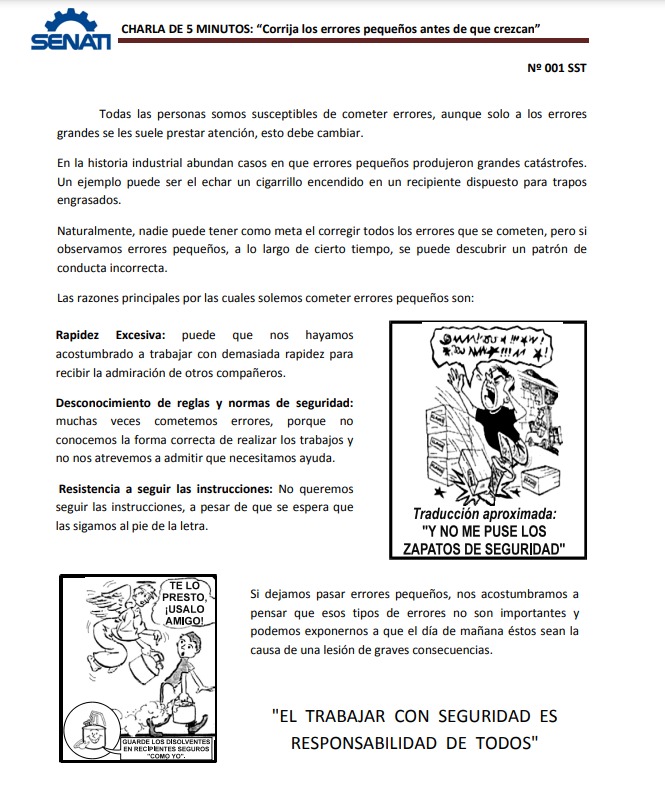 SENATI
CHARLA DE 5 MINUTOS: “Corrija los errores pequeños antes de que crezcan”
Nº 001 SST
Todas las personas somos susceptibles de cometer errores, aunque solo a los errores
grandes se les suele prestar atención, esto debe cambiar.
En la historia industrial abundan casos en que errores pequeños produjeron grandes catástrofes.
Un ejemplo puede ser el echar un cigarrillo encendido en un recipiente dispuesto para trapos
engrasados.
Naturalmente, nadie puede tener como meta el corregir todos los errores que se cometen, pero si
observamos errores pequeños, a lo largo de cierto tiempo, se puede descubrir un patrón de
conducta incorrecta.
Las razones principales por las cuales solemos cometer errores pequeños son:
Rapidez Excesiva: puede que nos hayamos
acostumbrado a trabajar con demasiada rapidez para
recibir la admiración de otros compañeros.
Desconocimiento de reglas y normas de seguridad:
muchas veces cometemos errores, porque no
conocemos la forma correcta de realizar los trabajos y
no nos atrevemos a admitir que necesitamos ayuda.
Resistencia a seguir las instrucciones: No queremos
seguir las instrucciones, a pesar de que se espera que
las sigamos al pie de la letra.
Traducción aproximada:
"Y NO ME PUSE LOS
ZAPATOS DE SEGURIDAD"
TE LO
PRESTO,
¡USALO
AMIGO!
GUARDE LOS DISOLVENTES
EN RECIPIENTES SEGUROS
"COMO YO".
Si dejamos pasar errores pequeños, nos acostumbramos a
pensar que esos tipos de errores no son importantes y
podemos exponernos a que el día de mañana éstos sean la
causa de una lesión de graves consecuencias.
"EL TRABAJAR CON SEGURIDAD ES
RESPONSABILIDAD DE TODOS"